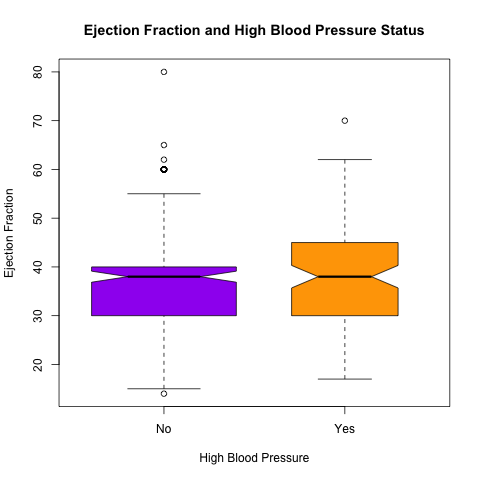 Ejection Fraction and High Blood Pressure Status
Ejection Fraction
80
70
60
50
40
30
20
No Yes
High Blood Pressure